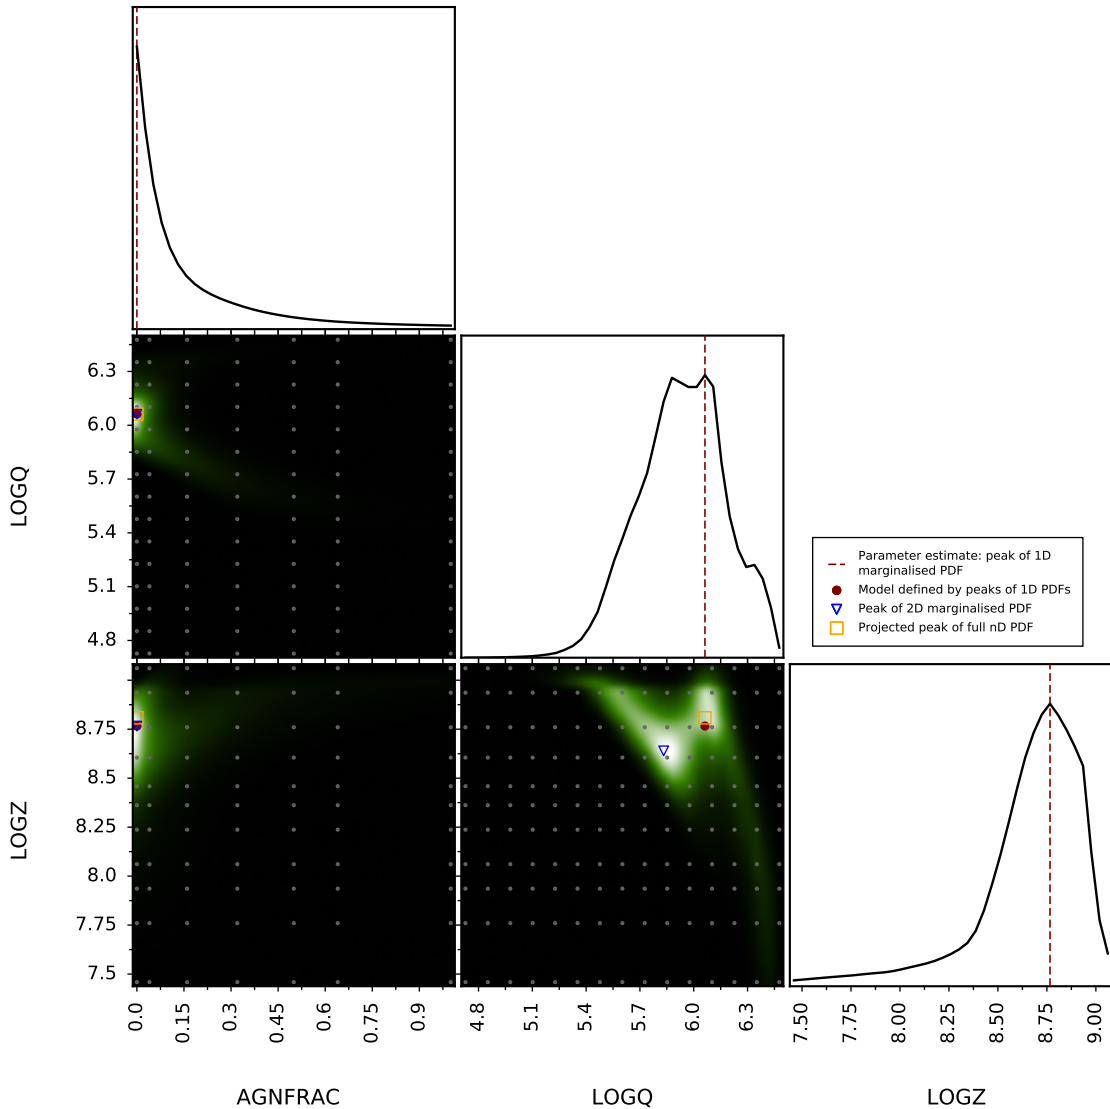 LOGQ
6.3
6.0
5.7
5.4
5.1
4.8
Parameter estimate: peak of 1D
marginalised PDF
Model defined by peaks of 1D PDFs
Peak of 2D marginalised PDF
Projected peak of full nD PDF
LOGZ
8.75
8.5
8.25
8.0
7.75
7.5
0.0 0.15 0.3 0.45 0.6 0.75 0.9
4.8 5.1 5.4 5.7 6.0 6.3
7.50 7.75 8.00 8.25 8.50 8.75 9.00
AGNFRAC LOGQ LOGZ